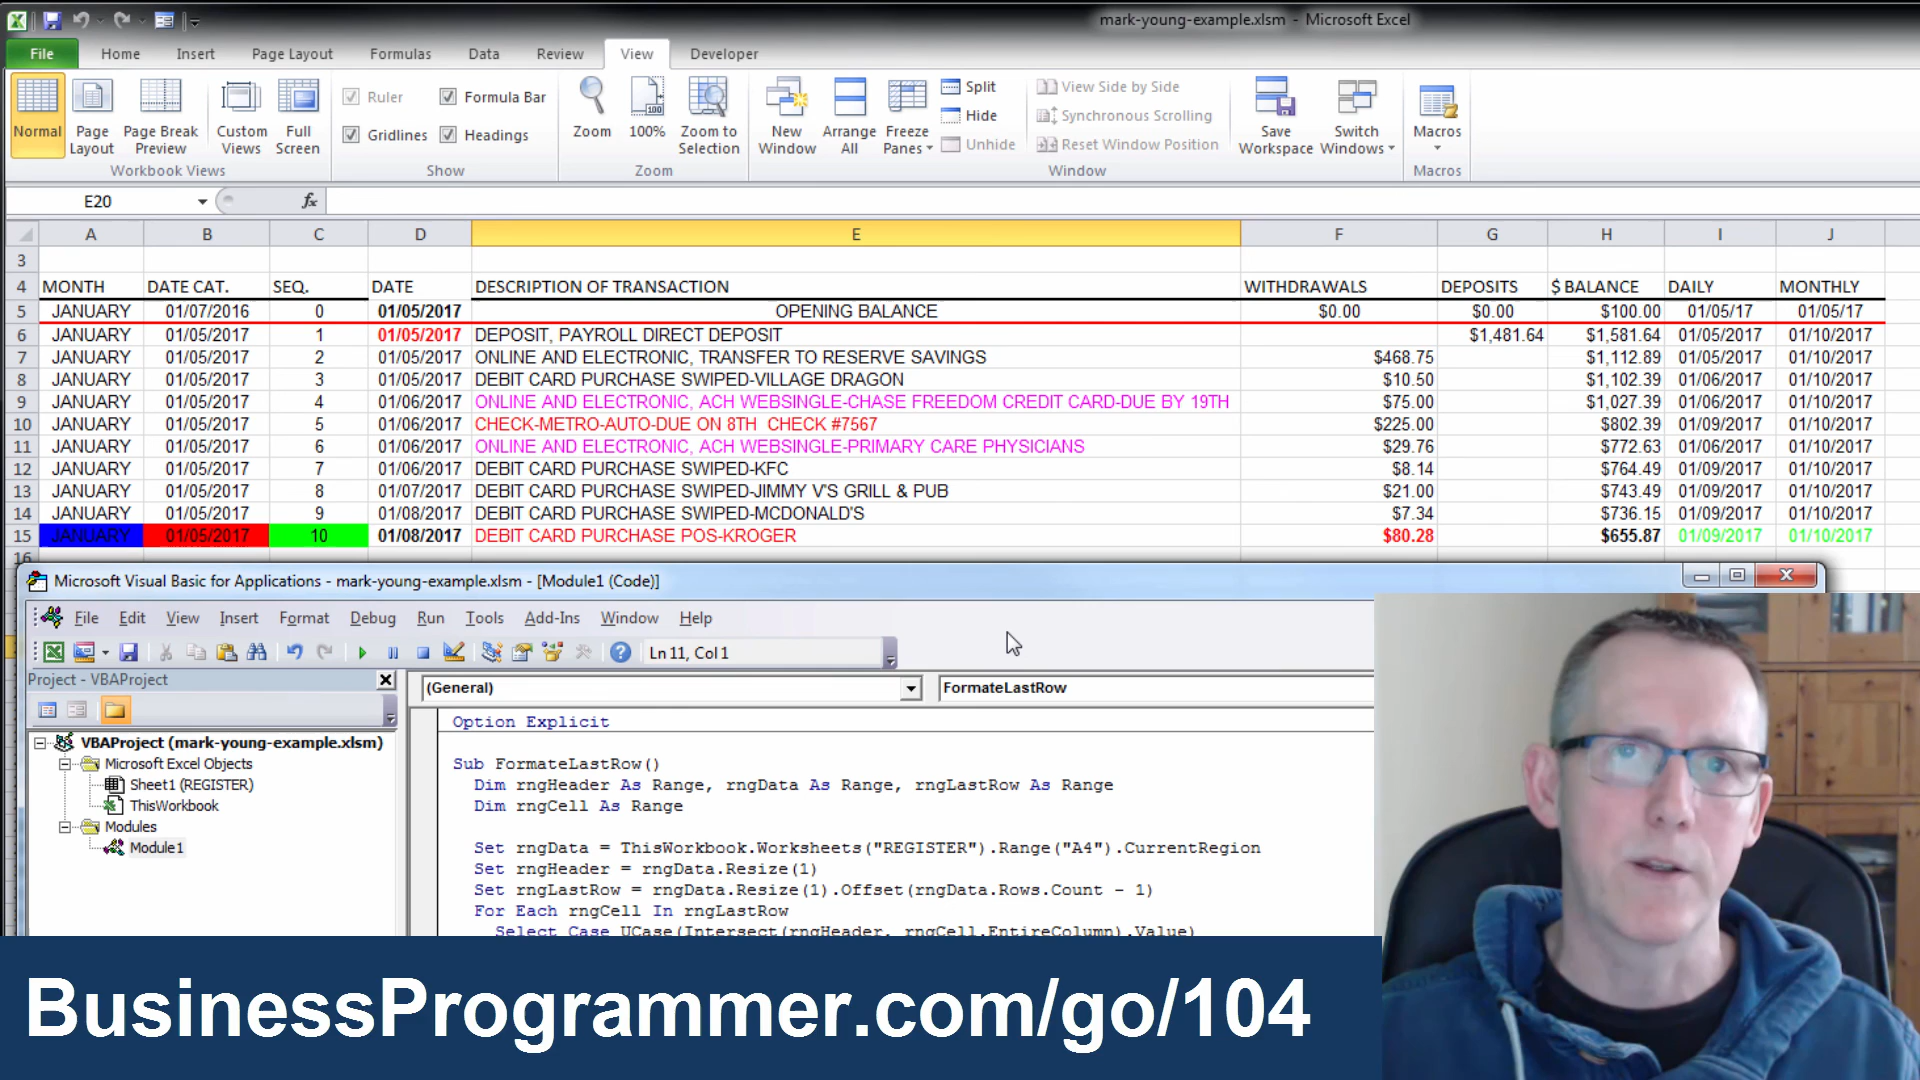 mark-young-example.xlsm - Microsoft Excel
File Home Insert Page Layout Formulas Data Review View Developer
Normal Page Layout Page Break Preview Custom Views Full Screen
Workbook Views
Ruler Formula Bar
Gridlines Headings
Show
Zoom 100% Zoom to Selection
Zoom
New Window Arrange All Freeze Panes
Split
Hide
Unhide
View Side by Side
Synchronous Scrolling
Reset Window Position
Window
Save Workspace Switch Windows
Macros
Macros
E20 fx
A B C D E F G H I J
3
4 MONTH DATE CAT. SEQ. DATE DESCRIPTION OF TRANSACTION WITHDRAWALS DEPOSITS $ BALANCE DAILY MONTHLY
5 JANUARY 01/07/2016 0 01/05/2017 OPENING BALANCE $0.00 $0.00 $100.00 01/05/17 01/05/17
6 JANUARY 01/05/2017 1 01/05/2017 DEPOSIT, PAYROLL DIRECT DEPOSIT $1,481.64 $1,581.64 01/05/2017 01/10/2017
7 JANUARY 01/05/2017 2 01/05/2017 ONLINE AND ELECTRONIC, TRANSFER TO RESERVE SAVINGS $468.75 $1,112.89 01/05/2017 01/10/2017
8 JANUARY 01/05/2017 3 01/05/2017 DEBIT CARD PURCHASE SWIPED-VILLAGE DRAGON $10.50 $1,102.39 01/06/2017 01/10/2017
9 JANUARY 01/05/2017 4 01/06/2017 ONLINE AND ELECTRONIC, ACH WEBSINGLE-CHASE FREEDOM CREDIT CARD-DUE BY 19TH $75.00 $1,027.39 01/06/2017 01/10/2017
10 JANUARY 01/05/2017 5 01/06/2017 CHECK-METRO-AUTO-DUE ON 8TH CHECK #7567 $225.00 $802.39 01/06/2017 01/10/2017
11 JANUARY 01/05/2017 6 01/06/2017 ONLINE AND ELECTRONIC, ACH WEBSINGLE-PRIMARY CARE PHYSICIANS $29.76 $772.63 01/06/2017 01/10/2017
12 JANUARY 01/05/2017 7 01/06/2017 DEBIT CARD PURCHASE SWIPED-KFC $8.14 $764.49 01/09/2017 01/10/2017
13 JANUARY 01/05/2017 8 01/07/2017 DEBIT CARD PURCHASE SWIPED-JIMMY V'S GRILL & PUB $21.00 $743.49 01/09/2017 01/10/2017
14 JANUARY 01/05/2017 9 01/08/2017 DEBIT CARD PURCHASE SWIPED-MCDONALD'S $7.34 $736.15 01/09/2017 01/10/2017
15 JANUARY 01/05/2017 10 01/08/2017 DEBIT CARD PURCHASE POS-KROGER $80.28 $655.87 01/09/2017 01/10/2017
16
Microsoft Visual Basic for Applications - mark-young-example.xlsm - [Module1 (Code)]
File Edit View Insert Format Debug Run Tools Add-Ins Window Help
Ln 11, Col 1
Project - VBAProject
VBAProject (mark-young-example.xlsm)
Microsoft Excel Objects
Sheet1 (REGISTER)
ThisWorkbook
Modules
Module1
(General) FormateLastRow
Option Explicit
Sub FormateLastRow()
Dim rngHeader As Range, rngData As Range, rngLastRow As Range
Dim rngCell As Range
Set rngData = ThisWorkbook.Worksheets("REGISTER").Range("A4").CurrentRegion
Set rngHeader = rngData.Resize(1)
Set rngLastRow = rngData.Resize(1).Offset(rngData.Rows.Count - 1)
For Each rngCell In rngLastRow
Select Case UCase(Intersect(rngHeader, rngCell.EntireColumn).Value)
BusinessProgrammer.com/go/104